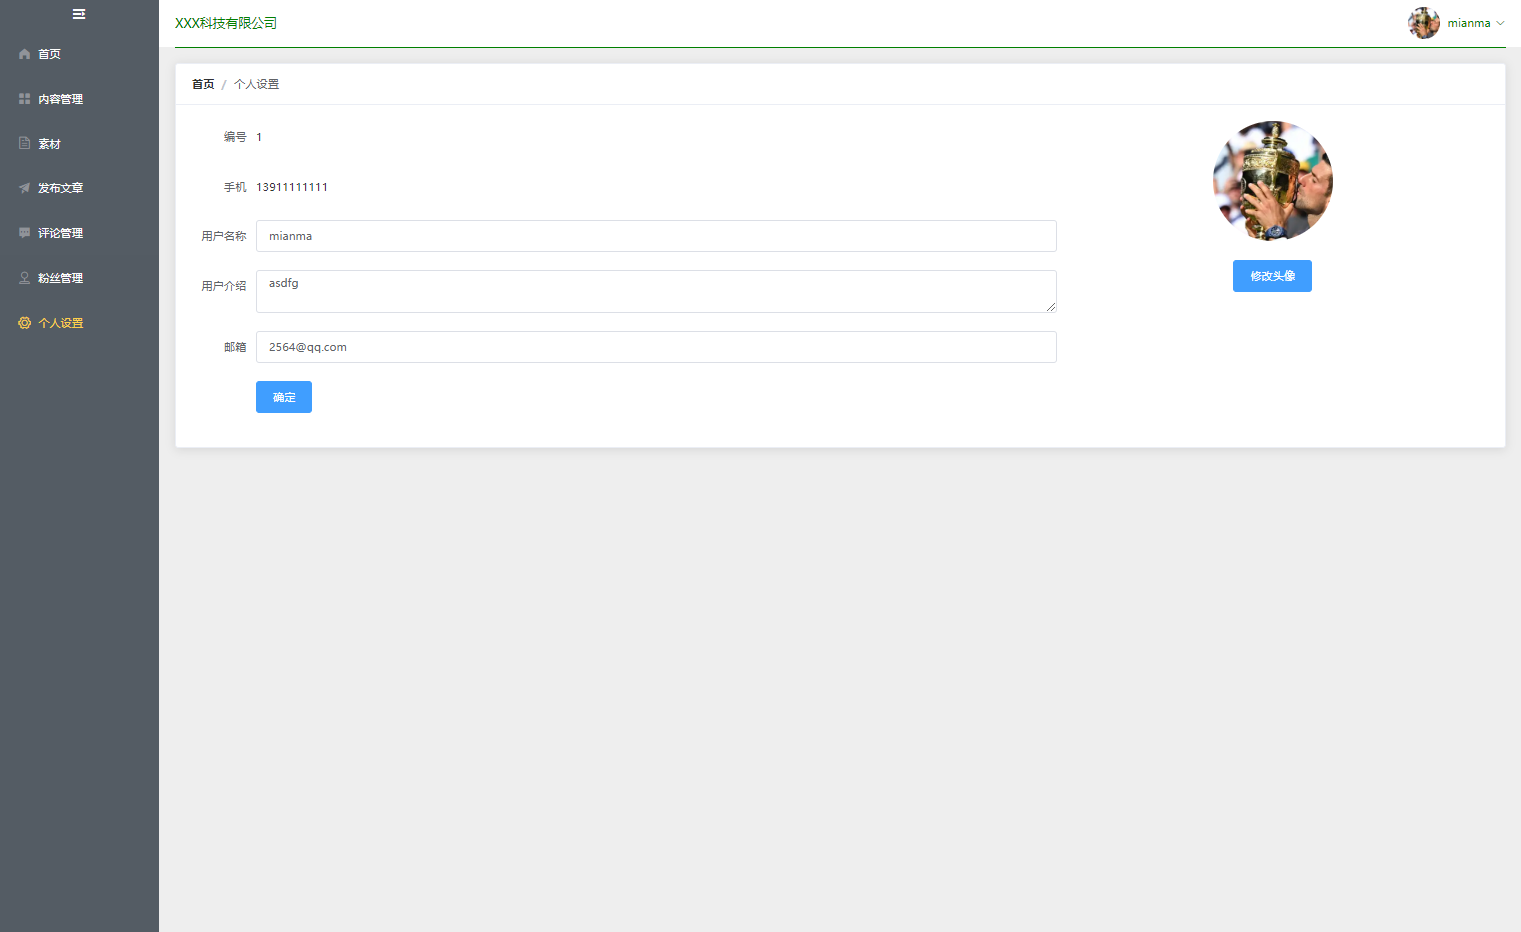 首页
内容管理
素材
发布文章
评论管理
粉丝管理
个人设置
XXX科技有限公司
mianma
首页 / 个人设置
编号 1
手机 13911111111
用户名称 mianma
用户介绍 asdfg
邮箱 2564@qq.com
确定
修改头像